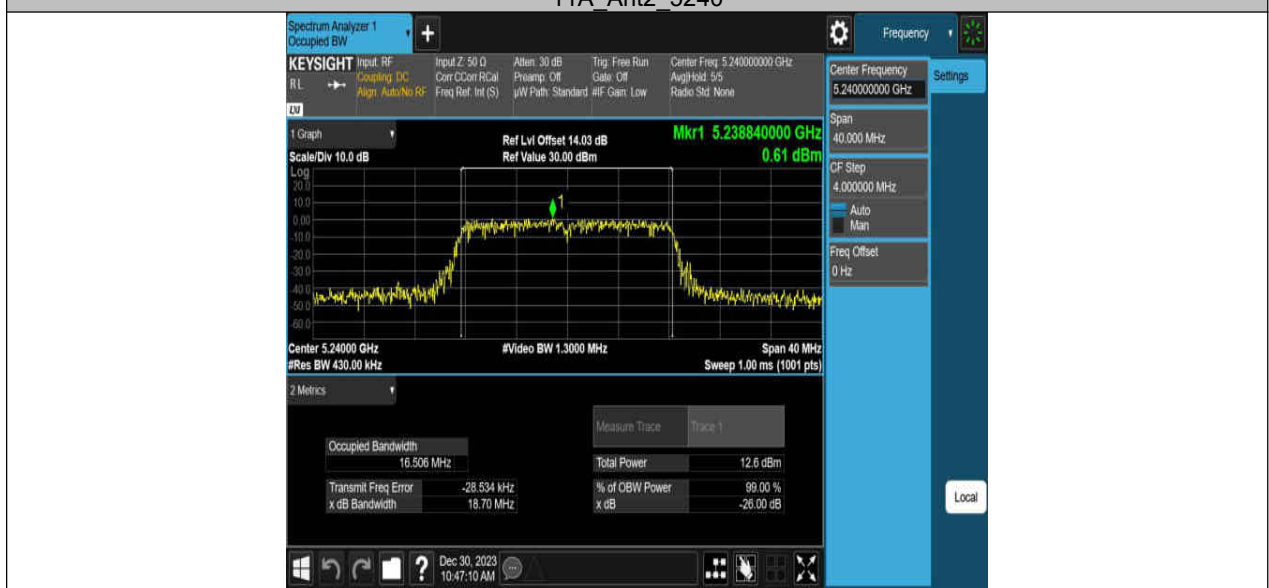 11A_Ant2_5240
Spectrum Analyzer 1
Occupied BW
+
Frequency
KEYSIGHT
RL
Input: RF
Coupling: DC
Align: Auto/No RF
Input Z: 50 Ω
Corr CCorr RCal
Freq Ref: Int (S)
Atten: 30 dB
Preamp: Off
µW Path: Standard
Trig: Free Run
Gate: Off
#IF Gain: Low
Center Freq: 5.240000000 GHz
Avg|Hold: 5/5
Radio Std: None
LXI
1 Graph
Scale/Div 10.0 dB
Ref Lvl Offset 14.03 dB
Ref Value 30.00 dBm
Mkr1 5.238840000 GHz
0.61 dBm
Log
20.0
10.0
0.00
-10.0
-20.0
-30.0
-40.0
-50.0
-60.0
1
Center 5.24000 GHz
#Res BW 430.00 kHz
#Video BW 1.3000 MHz
Span 40 MHz
Sweep 1.00 ms (1001 pts)
2 Metrics
Measure Trace
Trace 1
Occupied Bandwidth
16.506 MHz
Total Power
12.6 dBm
Transmit Freq Error
-28.534 kHz
% of OBW Power
99.00 %
x dB Bandwidth
18.70 MHz
x dB
-26.00 dB
Center Frequency
5.240000000 GHz
Settings
Span
40.000 MHz
CF Step
4.000000 MHz
Auto
Man
Freq Offset
0 Hz
Local
?
Dec 30, 2023
10:47:10 AM